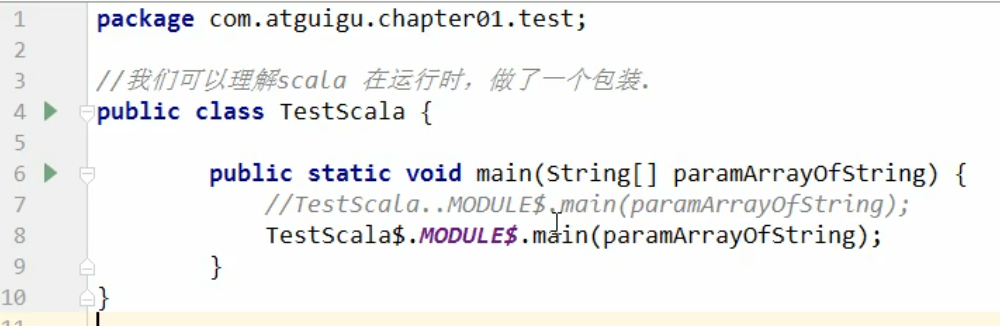 1 package com.atguigu.chapter01.test;
2
3 //我们可以理解scala 在运行时，做了一个包装.
4 public class TestScala {
5
6 public static void main(String[] paramArrayOfString) {
7 //TestScala..MODULE$.main(paramArrayOfString);
8 TestScala$.MODULE$.main(paramArrayOfString);
9 }
10 }
11